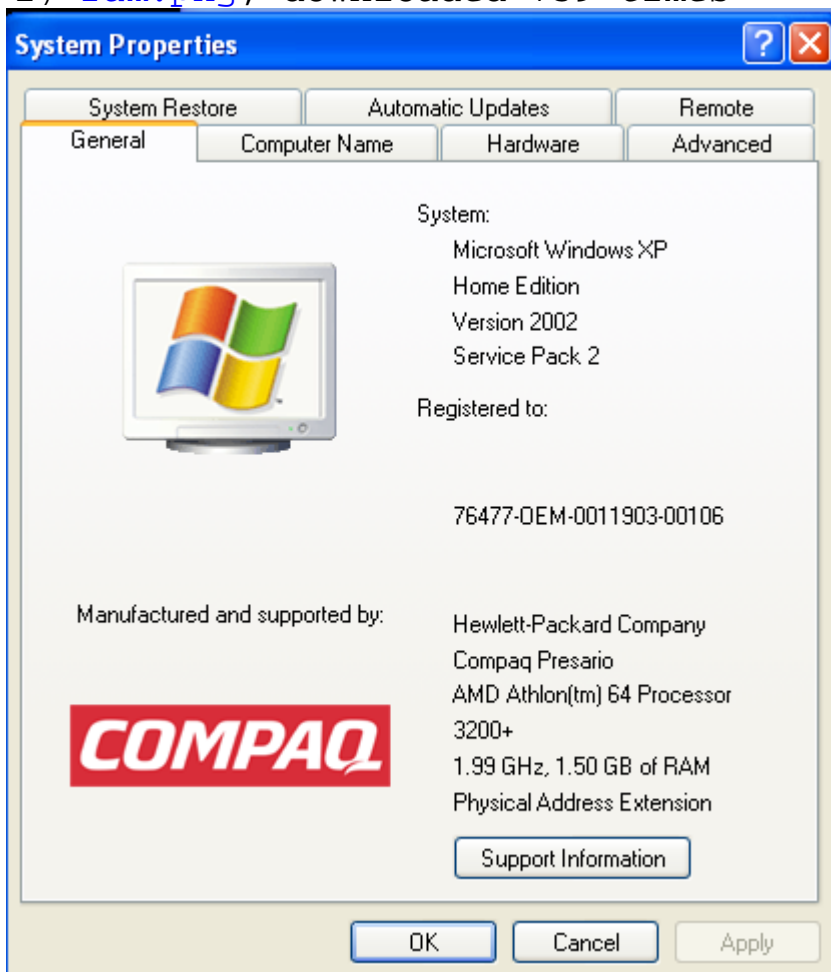 System Properties
System Restore
Automatic Updates
Remote
General
Computer Name
Hardware
Advanced
System:
Microsoft Windows XP
Home Edition
Version 2002
Service Pack 2
Registered to:
76477-OEM-0011903-00106
Manufactured and supported by:
Hewlett-Packard Company
Compaq Presario
AMD Athlon(tm) 64 Processor
3200+
1.99 GHz, 1.50 GB of RAM
Physical Address Extension
COMPAQ
Support Information
OK
Cancel
Apply